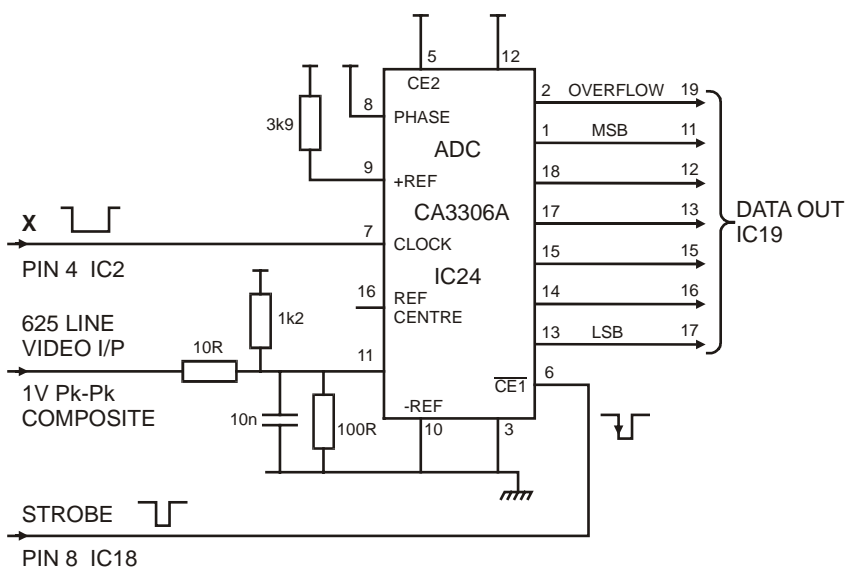 5
12
CE2
2 OVERFLOW 19
8
PHASE
3k9
1 MSB 11
ADC
9
+REF
18 12
X
CA3306A
17 13
DATA OUT
IC19
7
CLOCK
PIN 4 IC2
IC24
15 15
16
REF
CENTRE
14 16
1k2
625 LINE
VIDEO I/P
10R
13 LSB 17
11
6
CE1
1V Pk-Pk
COMPOSITE
-REF
10n
100R
10
3
STROBE
PIN 8 IC18